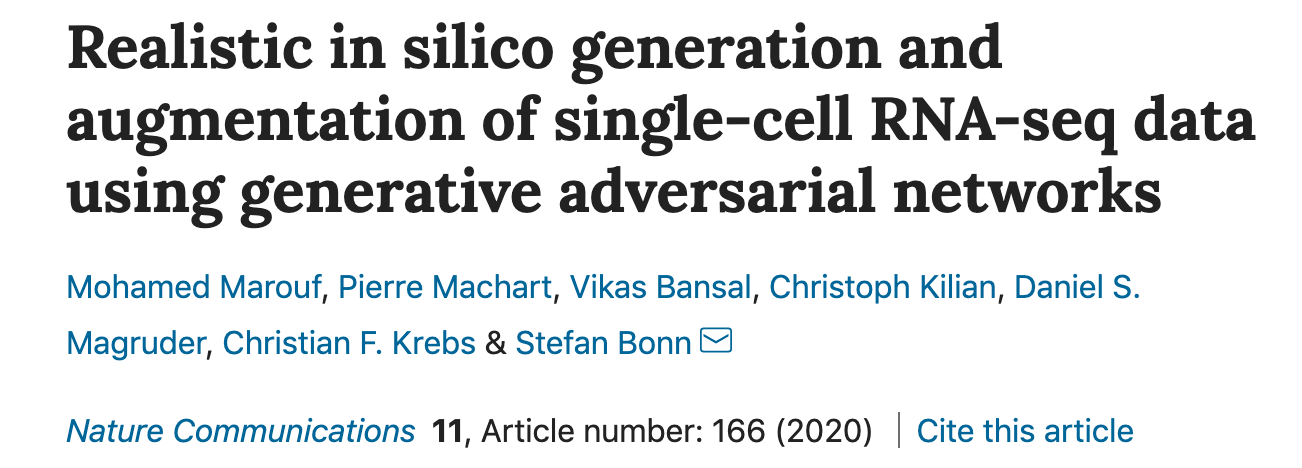 Realistic in silico generation and
augmentation of single-cell RNA-seq data
using generative adversarial networks
Mohamed Marouf, Pierre Machart, Vikas Bansal, Christoph Kilian, Daniel S.
Magruder, Christian F. Krebs & Stefan Bonn
Nature Communications 11, Article number: 166 (2020) | Cite this article